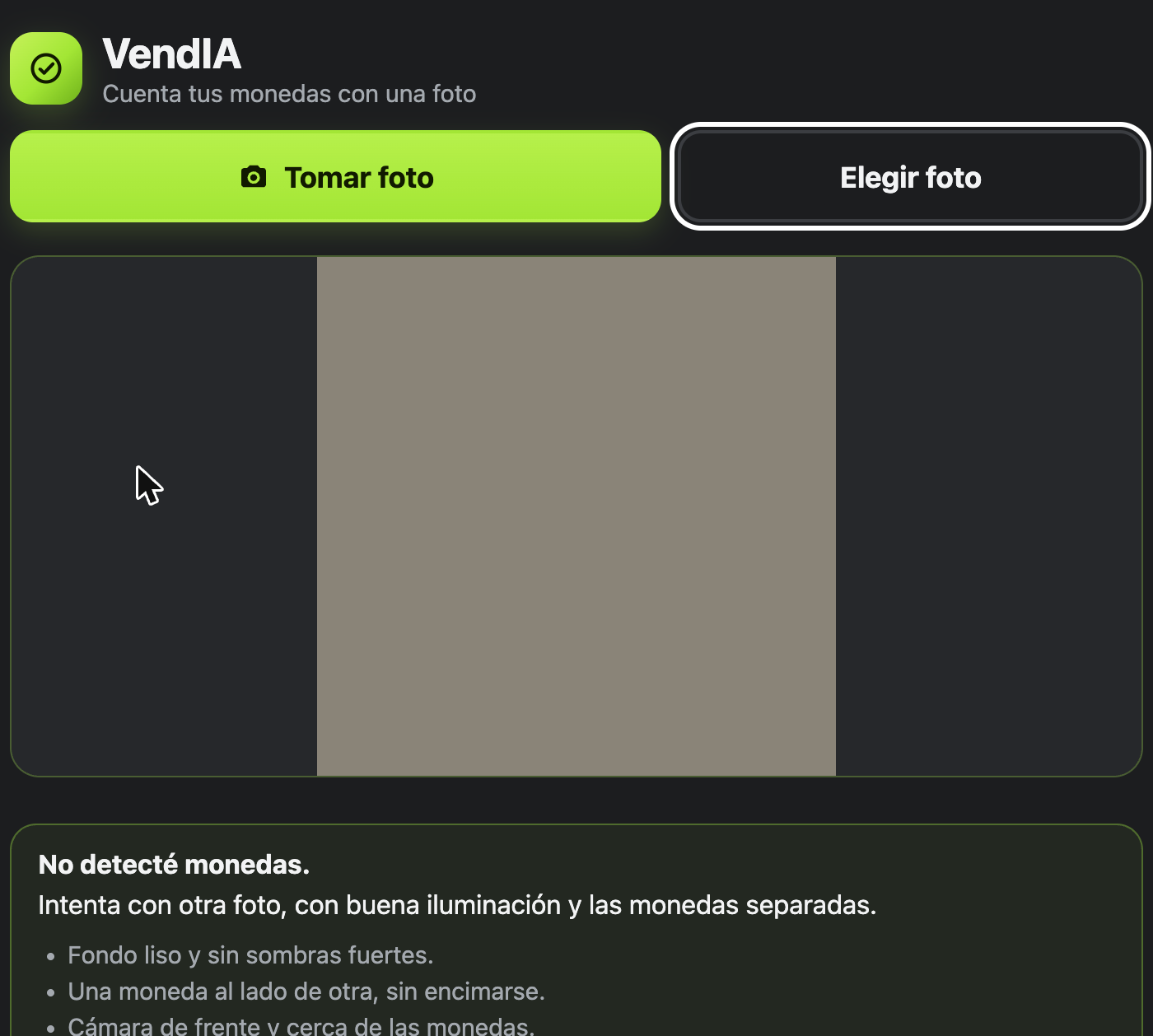 VendIA
Cuenta tus monedas con una foto
Tomar foto
Elegir foto
No detecté monedas.
Intenta con otra foto, con buena iluminación y las monedas separadas.
• Fondo liso y sin sombras fuertes.
• Una moneda al lado de otra, sin encimarse.
• Cámara de frente y cerca de las monedas.